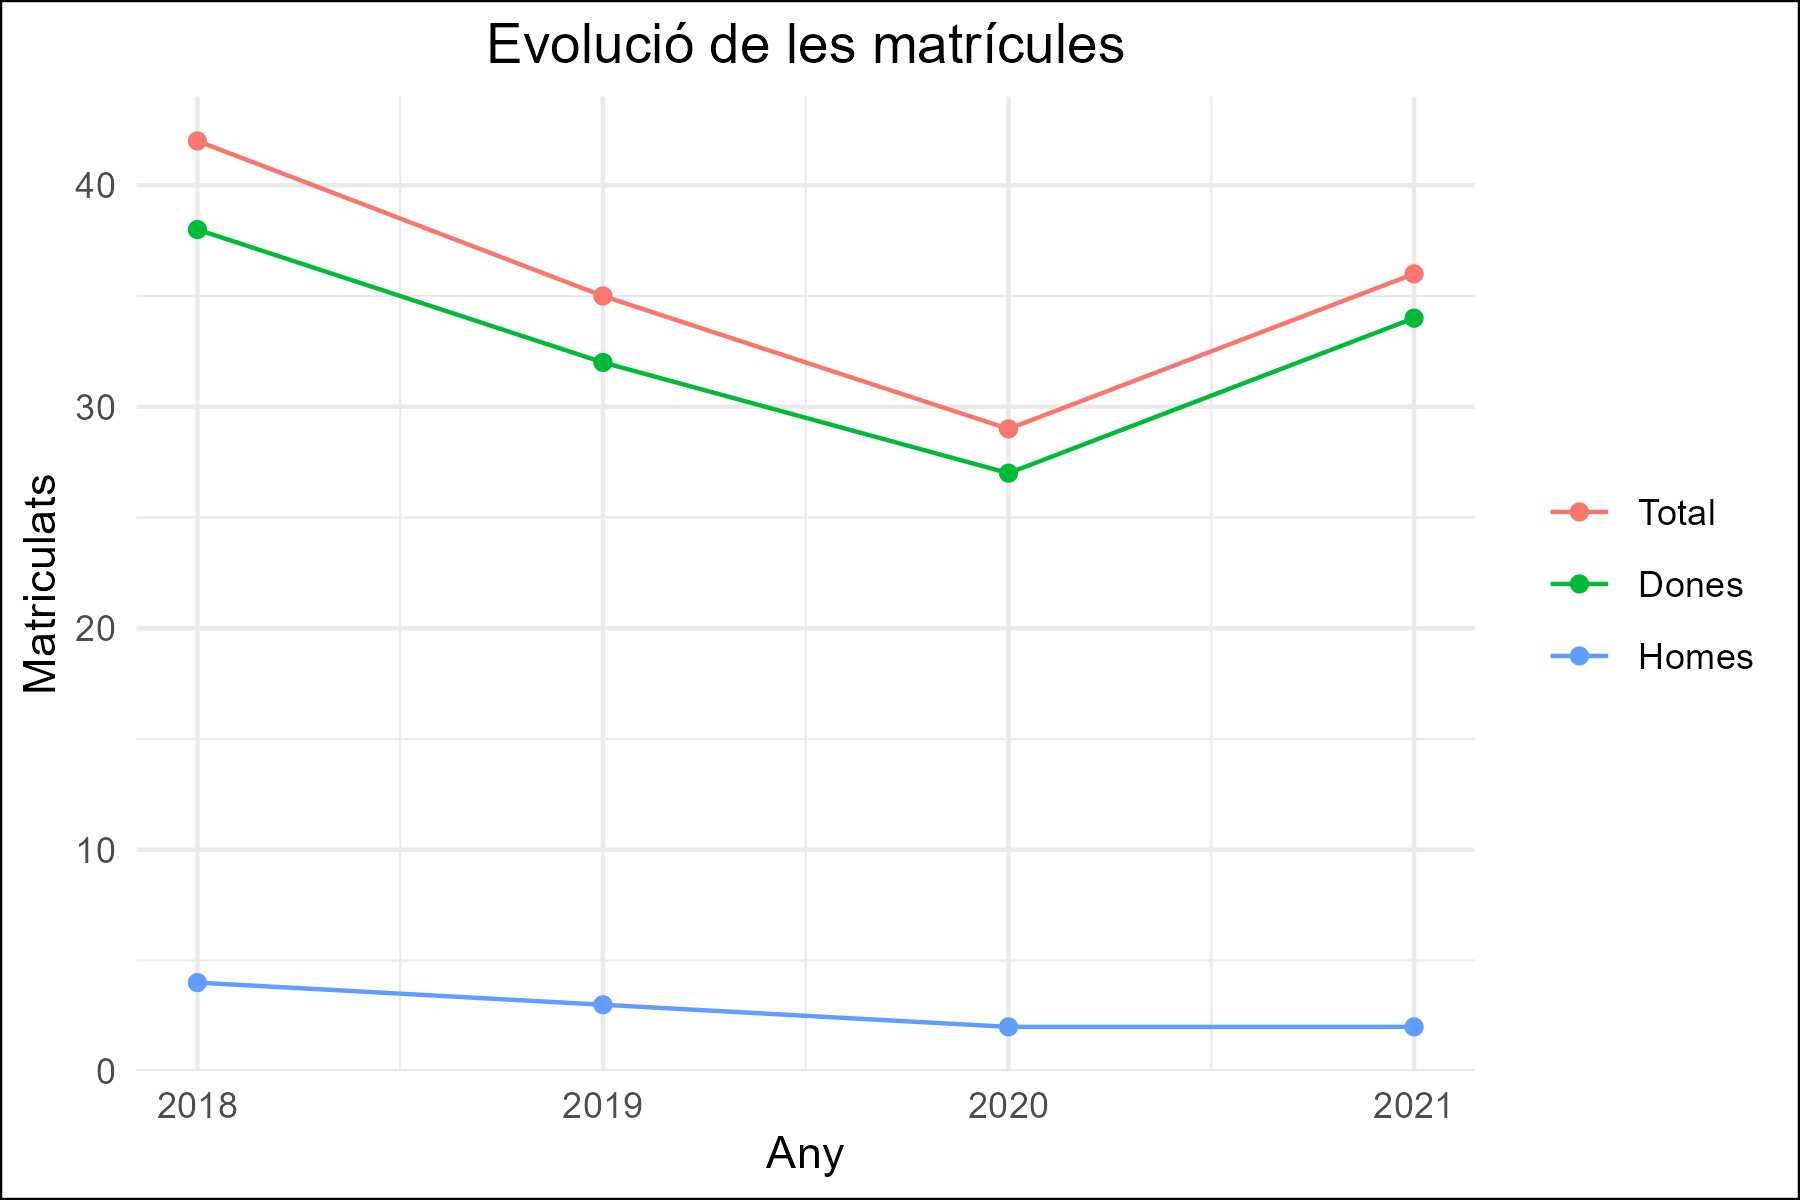 Evolució de les matrícules
Matriculats
40
30
20
10
0
2018 2019 2020 2021
Any
Total
Dones
Homes